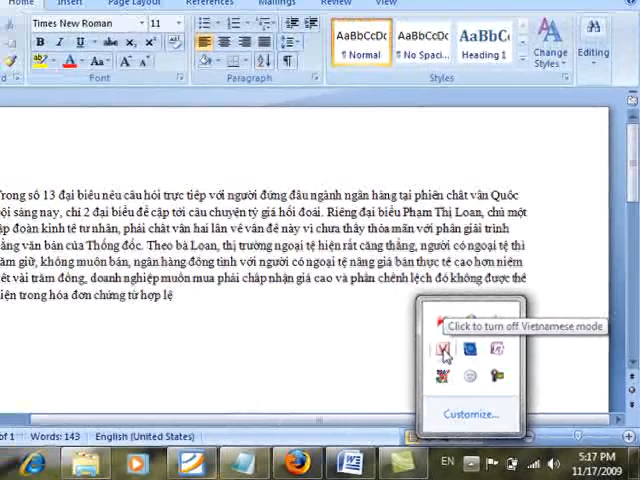 Home Insert Page Layout References Mailings Review View
Times New Roman 11
AaBbCcDc AaBbCcDc AaBbC
¶ Normal ¶ No Spaci... Heading 1
Change Styles
Editing
B I U
Font Paragraph Styles
Trong số 13 đại biểu nêu câu hỏi trực tiếp với người đứng đầu ngành ngân hàng tại phiên chất vấn Quốc
hội sáng nay, chỉ 2 đại biểu đề cập tới câu chuyện tỷ giá hối đoái. Riêng đại biểu Phạm Thị Loan, chủ một
tập đoàn kinh tế tư nhân, phải chất vấn hai lần về vấn đề này vì chưa thấy thỏa mãn với phần giải trình
bằng văn bản của Thống đốc. Theo bà Loan, thị trường ngoại tệ hiện rất căng thẳng, người có ngoại tệ thì
găm giữ, không muốn bán, ngân hàng đồng tình với người có ngoại tệ nâng giá bán thực tế cao hơn niêm
yết vài trăm đồng, doanh nghiệp muốn mua phải chấp nhận giá cao và phần chênh lệch đó không được thể
hiện trong hóa đơn chứng từ hợp lệ
Click to turn off Vietnamese mode
Customize...
of 1 Words: 143 English (United States)
EN
5:17 PM
11/17/2009